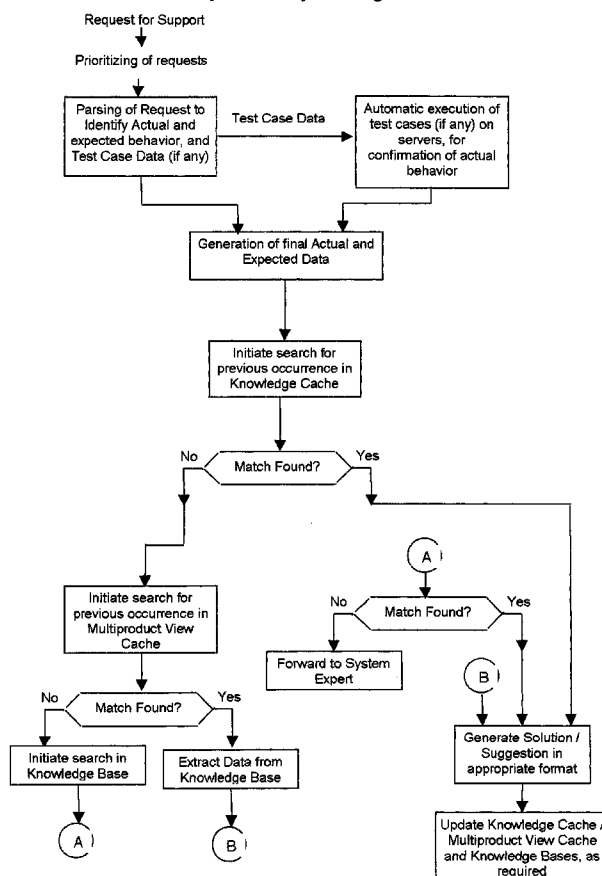 Request for Support
Prioritizing of requests
Parsing of Request to
Identify Actual and
expected behavior, and
Test Case Data (if any)
Test Case Data
Automatic execution of
test cases (if any) on
servers, for
confirmation of actual
behavior
Generation of final Actual and
Expected Data
Initiate search for
previous occurrence in
Knowledge Cache
No
Match Found?
Yes
Initiate search for
previous occurrence in
Multiproduct View
Cache
No
Match Found?
Yes
Initiate search in
Knowledge Base
Extract Data from
Knowledge Base
A
B
A
No
Match Found?
Yes
Forward to System
Expert
B
Generate Solution /
Suggestion in
appropriate format
Update Knowledge Cache /
Multiproduct View Cache
and Knowledge Bases, as
required